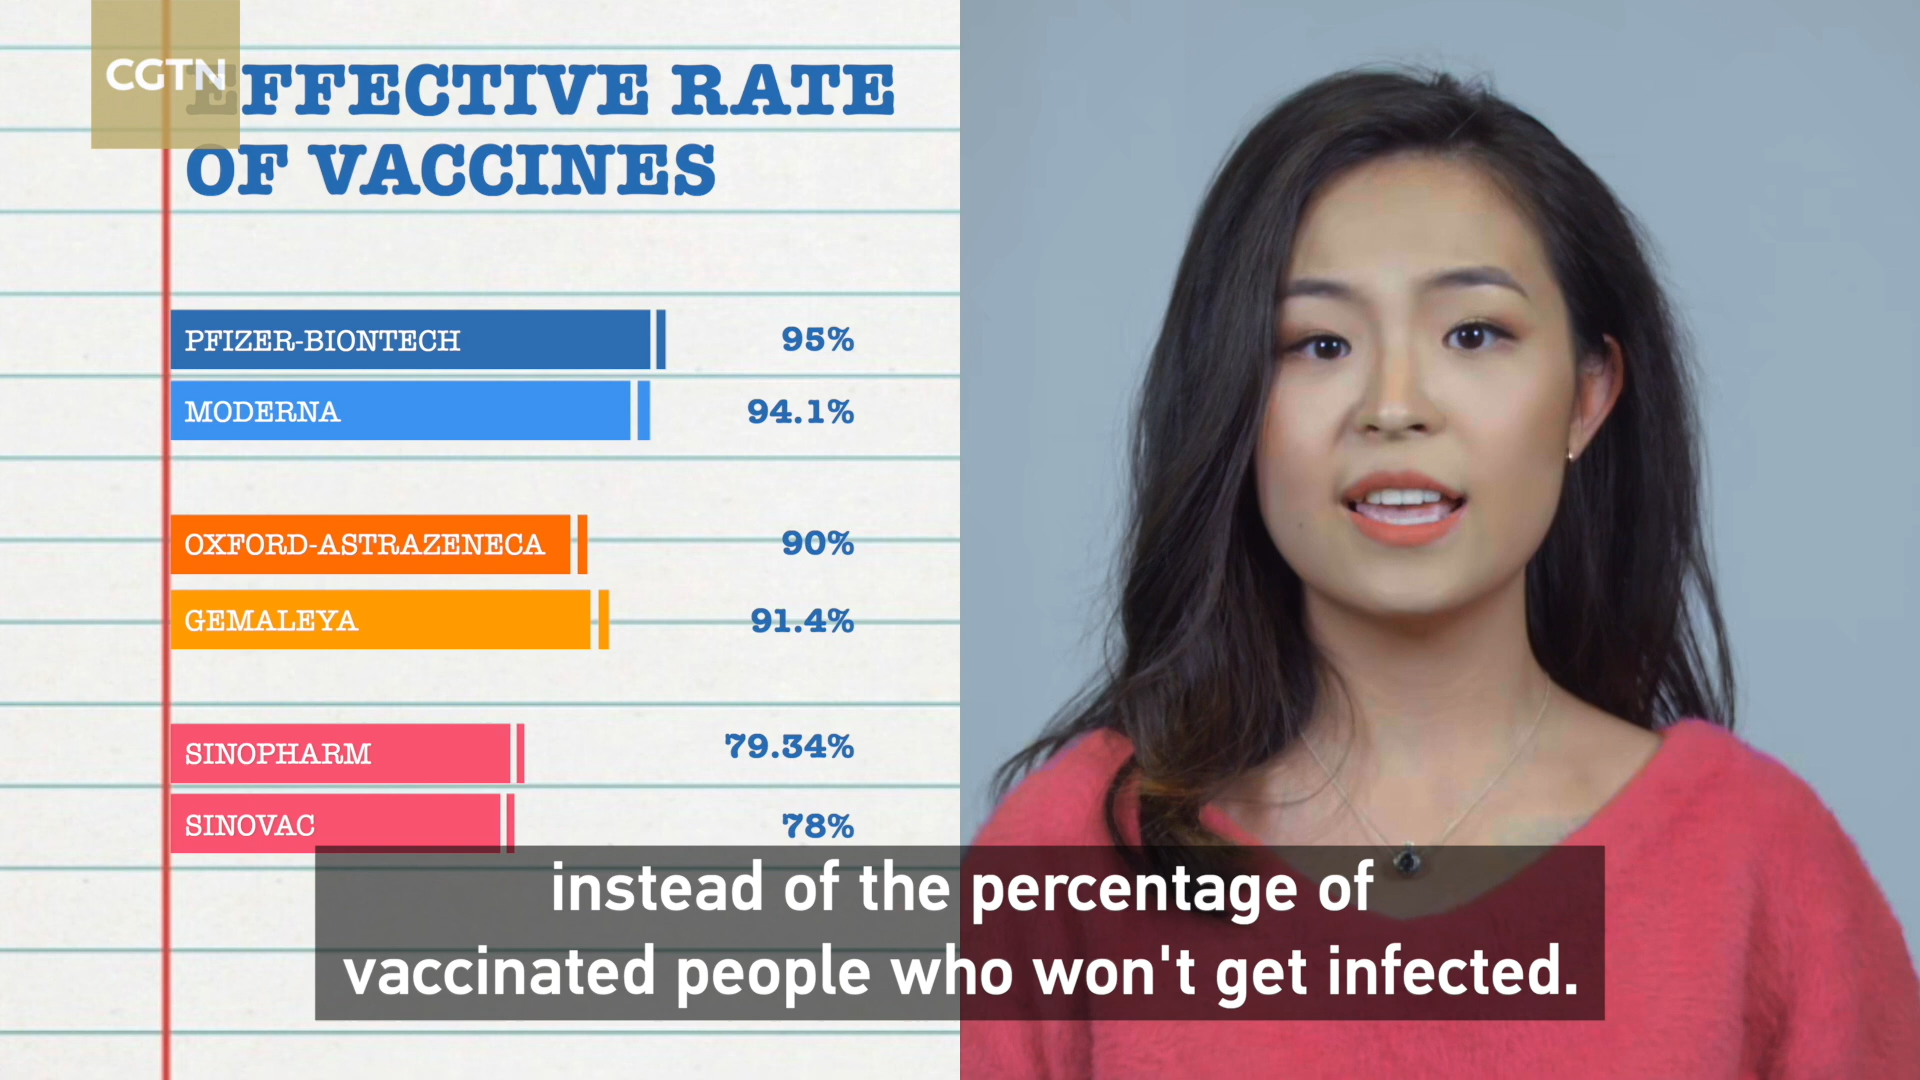 CGTN
EFFECTIVE RATE
OF VACCINES
PFIZER-BIONTECH 95%
MODERNA 94.1%
OXFORD-ASTRAZENECA 90%
GEMALEYA 91.4%
SINOPHARM 79.34%
SINOVAC 78%
instead of the percentage of
vaccinated people who won't get infected.